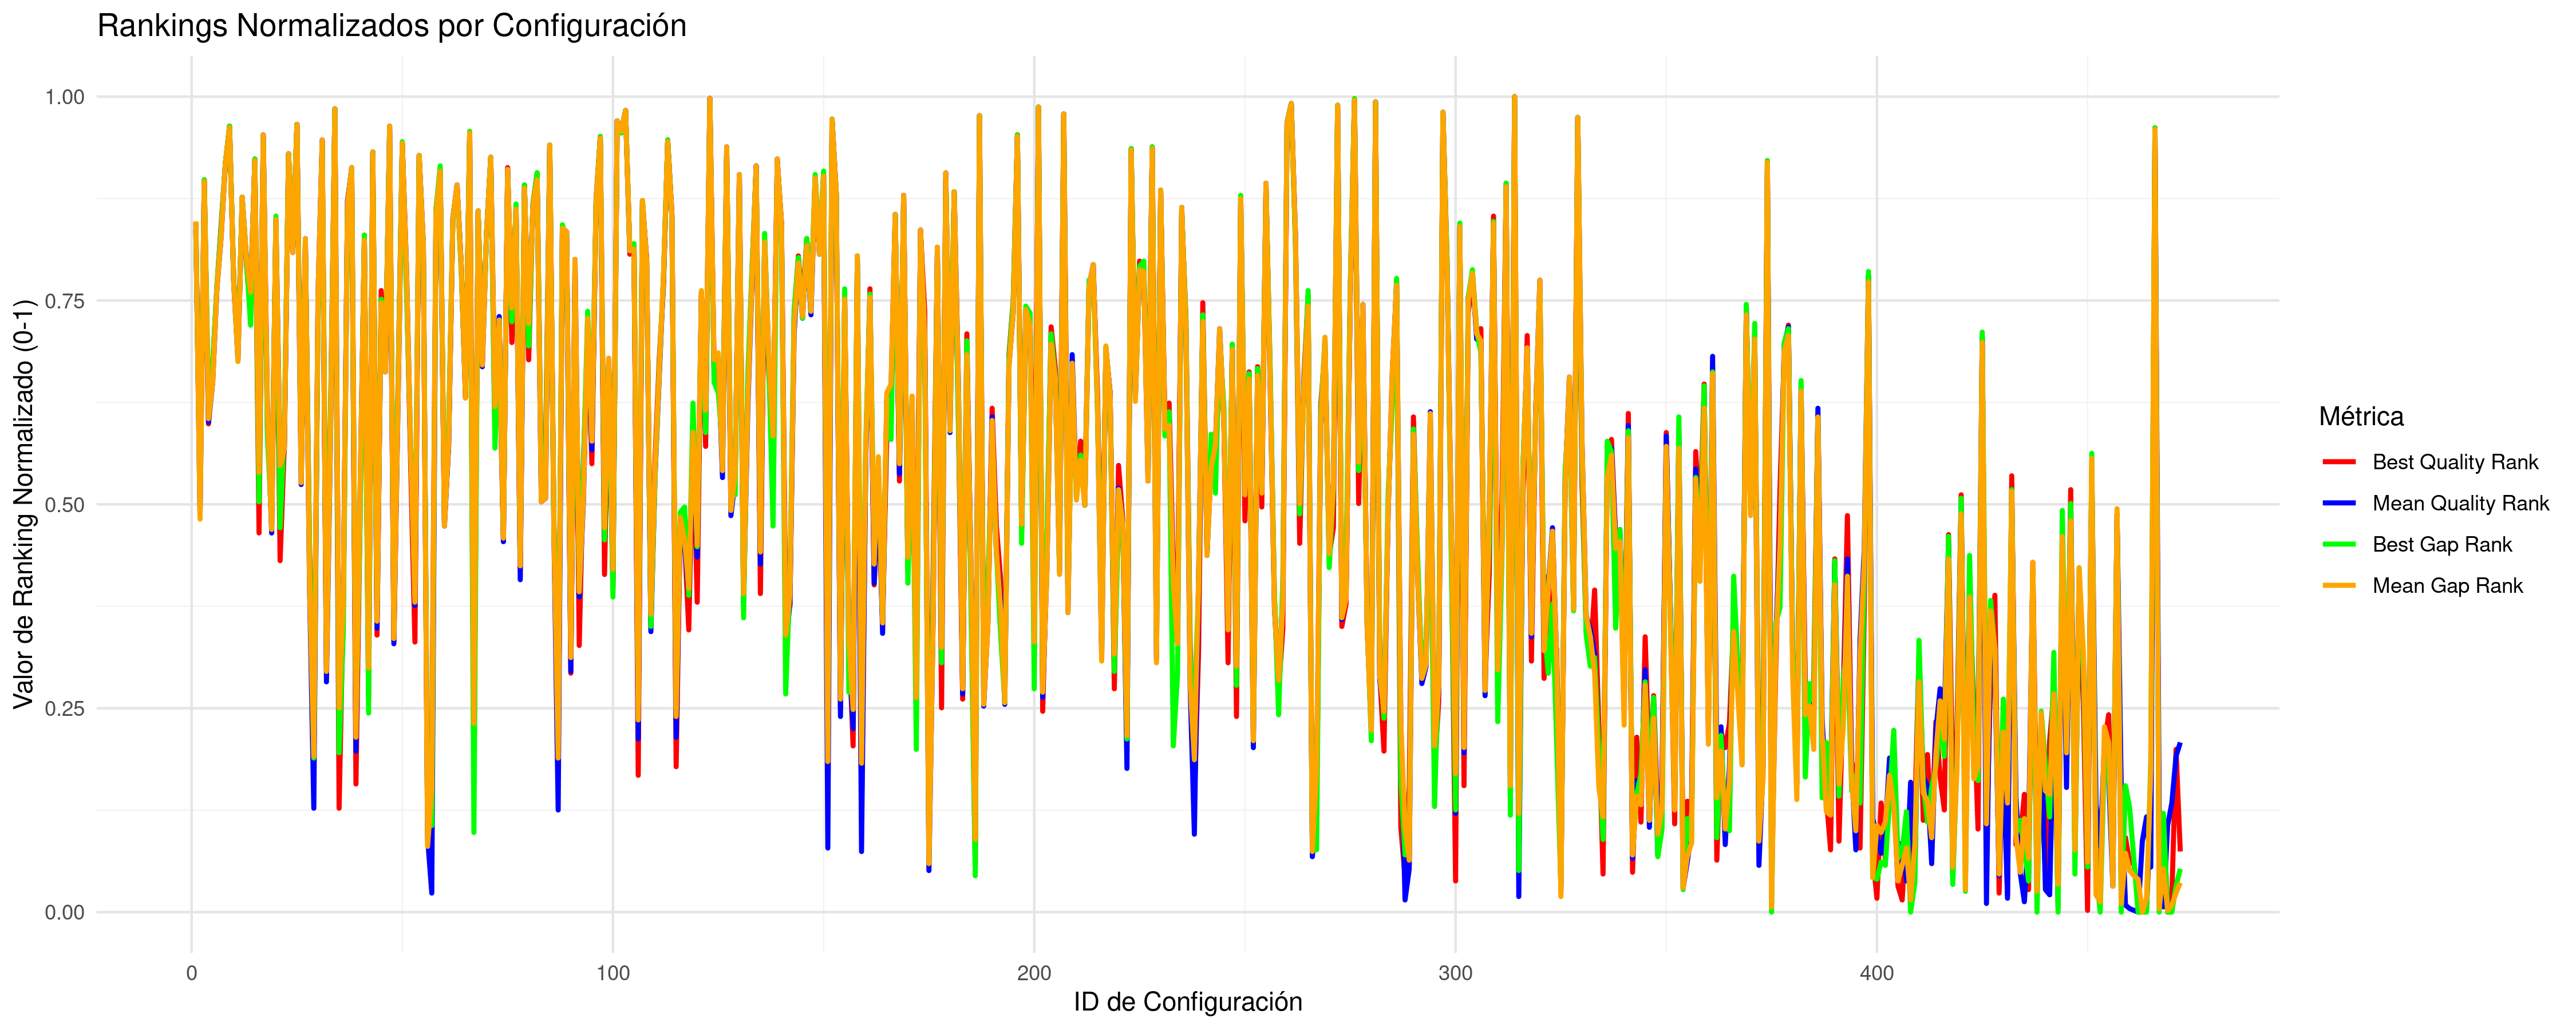 Rankings Normalizados por Configuración
Valor de Ranking Normalizado (0-1)
1.00
0.75
0.50
0.25
0.00
0
100
200
300
400
ID de Configuración
Métrica
Best Quality Rank
Mean Quality Rank
Best Gap Rank
Mean Gap Rank